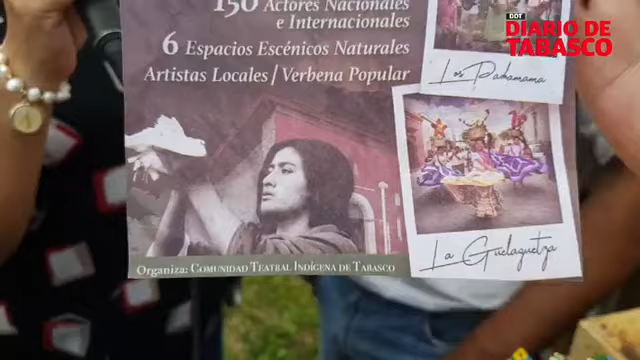 150 Actores Nacionales
e Internacionales
6 Espacios Escénicos Naturales
Artistas Locales / Verbena Popular
Organiza: Comunidad Teatral Indígena de Tabasco
Los Pachamama
La Guelaguetza
DDT
DIARIO DE
TABASCO